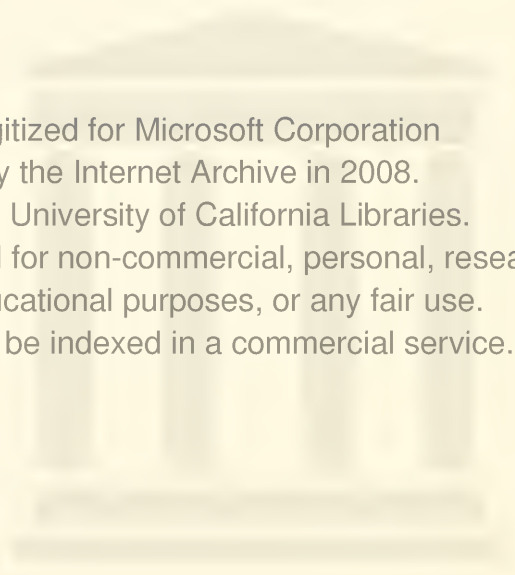 gitized for Microsoft Corporation
y the Internet Archive in 2008.
University of California Libraries.
for non-commercial, personal, resea
ucational purposes, or any fair use.
be indexed in a commercial service.